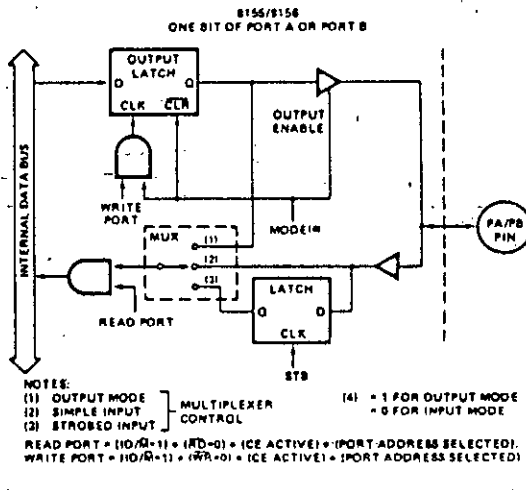 8155/8156
ONE BIT OF PORT A OR PORT B
OUTPUT
LATCH
D
Q
CLK
CLR
OUTPUT
ENABLE
INTERNAL DATA BUS
WRITE
PORT
MODE(4)
MUX
(1)
(2)
(3)
PA/PB
PIN
READ PORT
LATCH
Q
D
CLK
STB
NOTES:
(1) OUTPUT MODE
(2) SIMPLE INPUT
(3) STROBED INPUT
MULTIPLEXER
CONTROL
(4) = 1 FOR OUTPUT MODE
= 0 FOR INPUT MODE
READ PORT = (IO/M̅=1) • (R̅D̅=0) • (CE ACTIVE) • (PORT ADDRESS SELECTED).
WRITE PORT = (IO/M̅=1) • (W̅R̅=0) • (CE ACTIVE) • (PORT ADDRESS SELECTED)